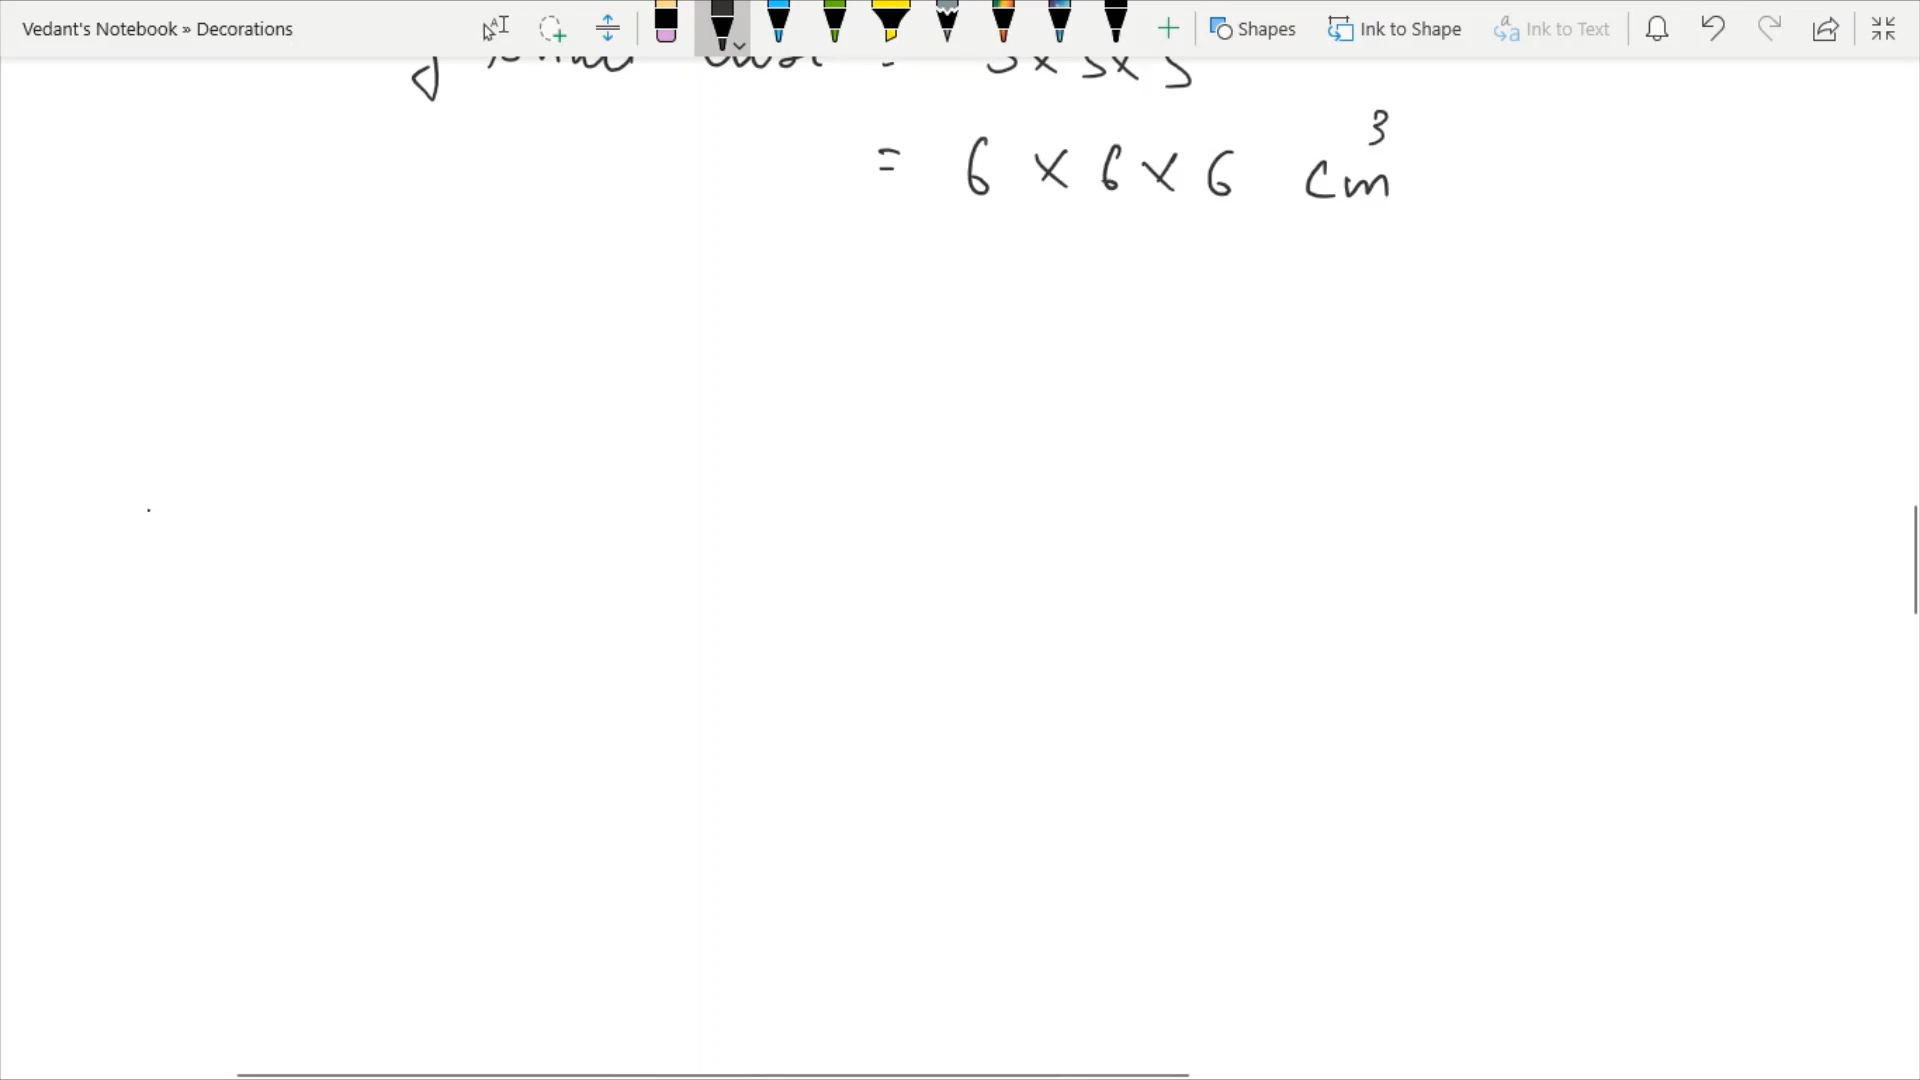 Vedant's Notebook » Decorations Shapes Ink to Shape Ink to Text
= 6 × 6 × 6 cm³